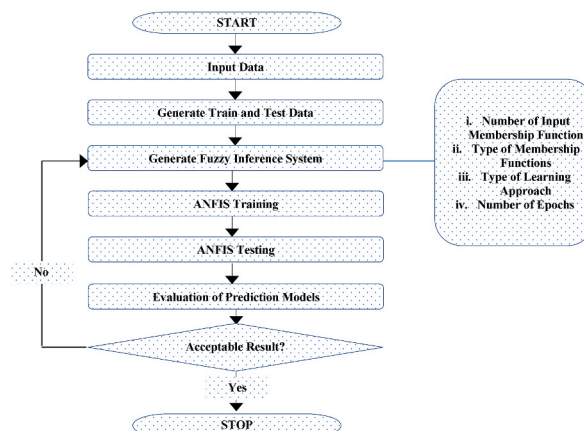 START
Input Data
Generate Train and Test Data
Generate Fuzzy Inference System
i. Number of Input
Membership Function
ii. Type of Membership
Functions
iii. Type of Learning
Approach
iv. Number of Epochs
ANFIS Training
ANFIS Testing
No
Evaluation of Prediction Models
Acceptable Result?
Yes
STOP